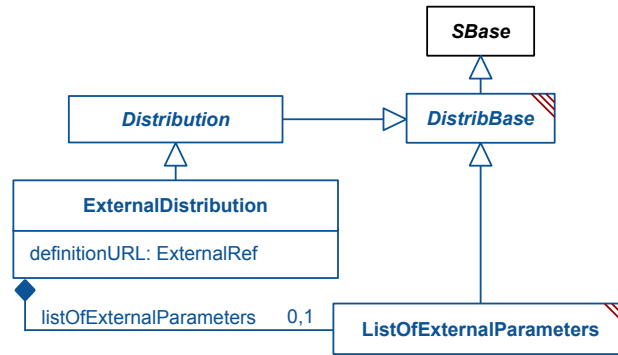 SBase
Distribution
DistribBase
ExternalDistribution
definitionURL: ExternalRef
listOfExternalParameters 0,1
ListOfExternalParameters